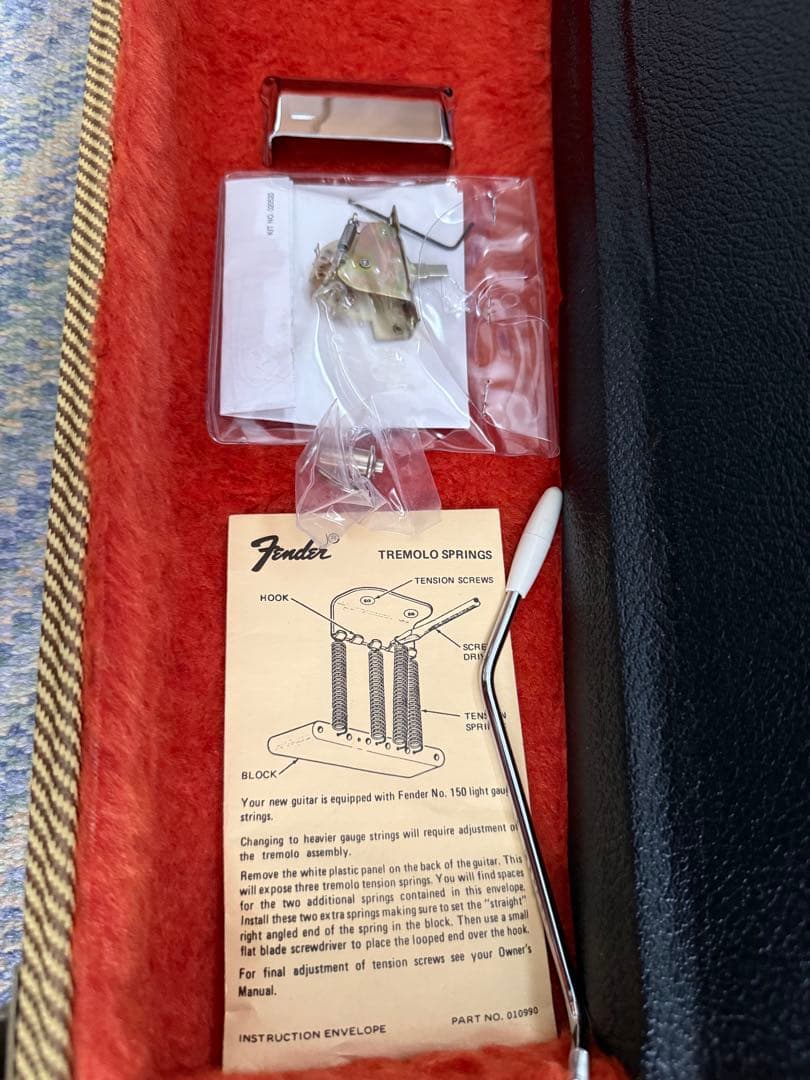 KIT NO.
Fender®
TREMOLO SPRINGS
TENSION SCREWS
HOOK
BLOCK
Your new guitar is equipped with Fender No. 150 light
strings.
Changing to heavier gauge strings will require adjustment
the tremolo assembly.
Remove the white plastic panel on the back of the guitar. This
will expose three tremolo tension springs. You will find spaces
for the two additional springs contained in this envelope.
Install these two extra springs making sure to set the "straight"
right angled end of the spring in the block. Then use a small
flat blade screwdriver to place the looped end over the hook.
For final adjustment of tension screws see your Owner's
Manual.
INSTRUCTION ENVELOPE
PART NO. 010990